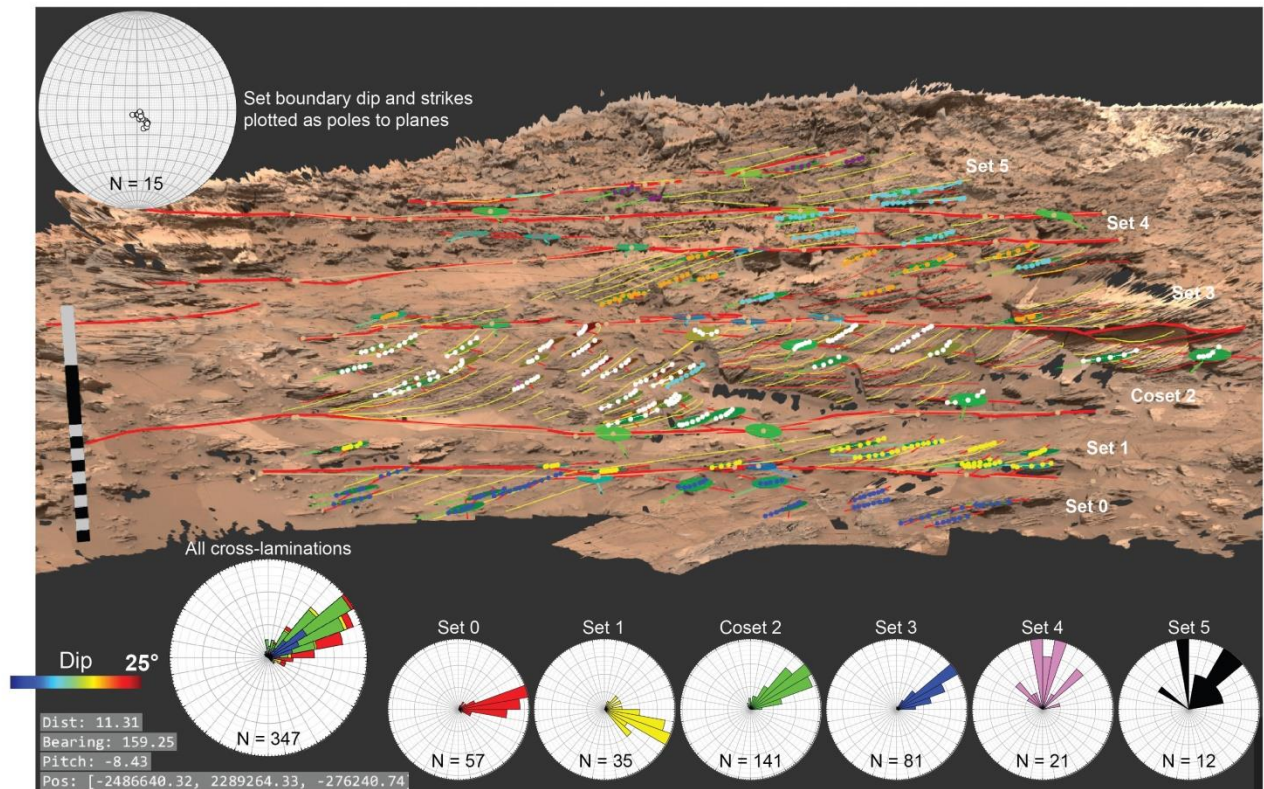 Set boundary dip and strikes
plotted as poles to planes
N = 15
Set 5
Set 4
Set 3
Coset 2
Set 1
Set 0
All cross-laminations
N = 347
Dip 25°
Dist: 11.31
Bearing: 159.25
Pitch: -8.43
Pos: [-2486640.32, 2289264.33, -276240.74
Set 0
N = 57
Set 1
N = 35
Coset 2
N = 141
Set 3
N = 81
Set 4
N = 21
Set 5
N = 12